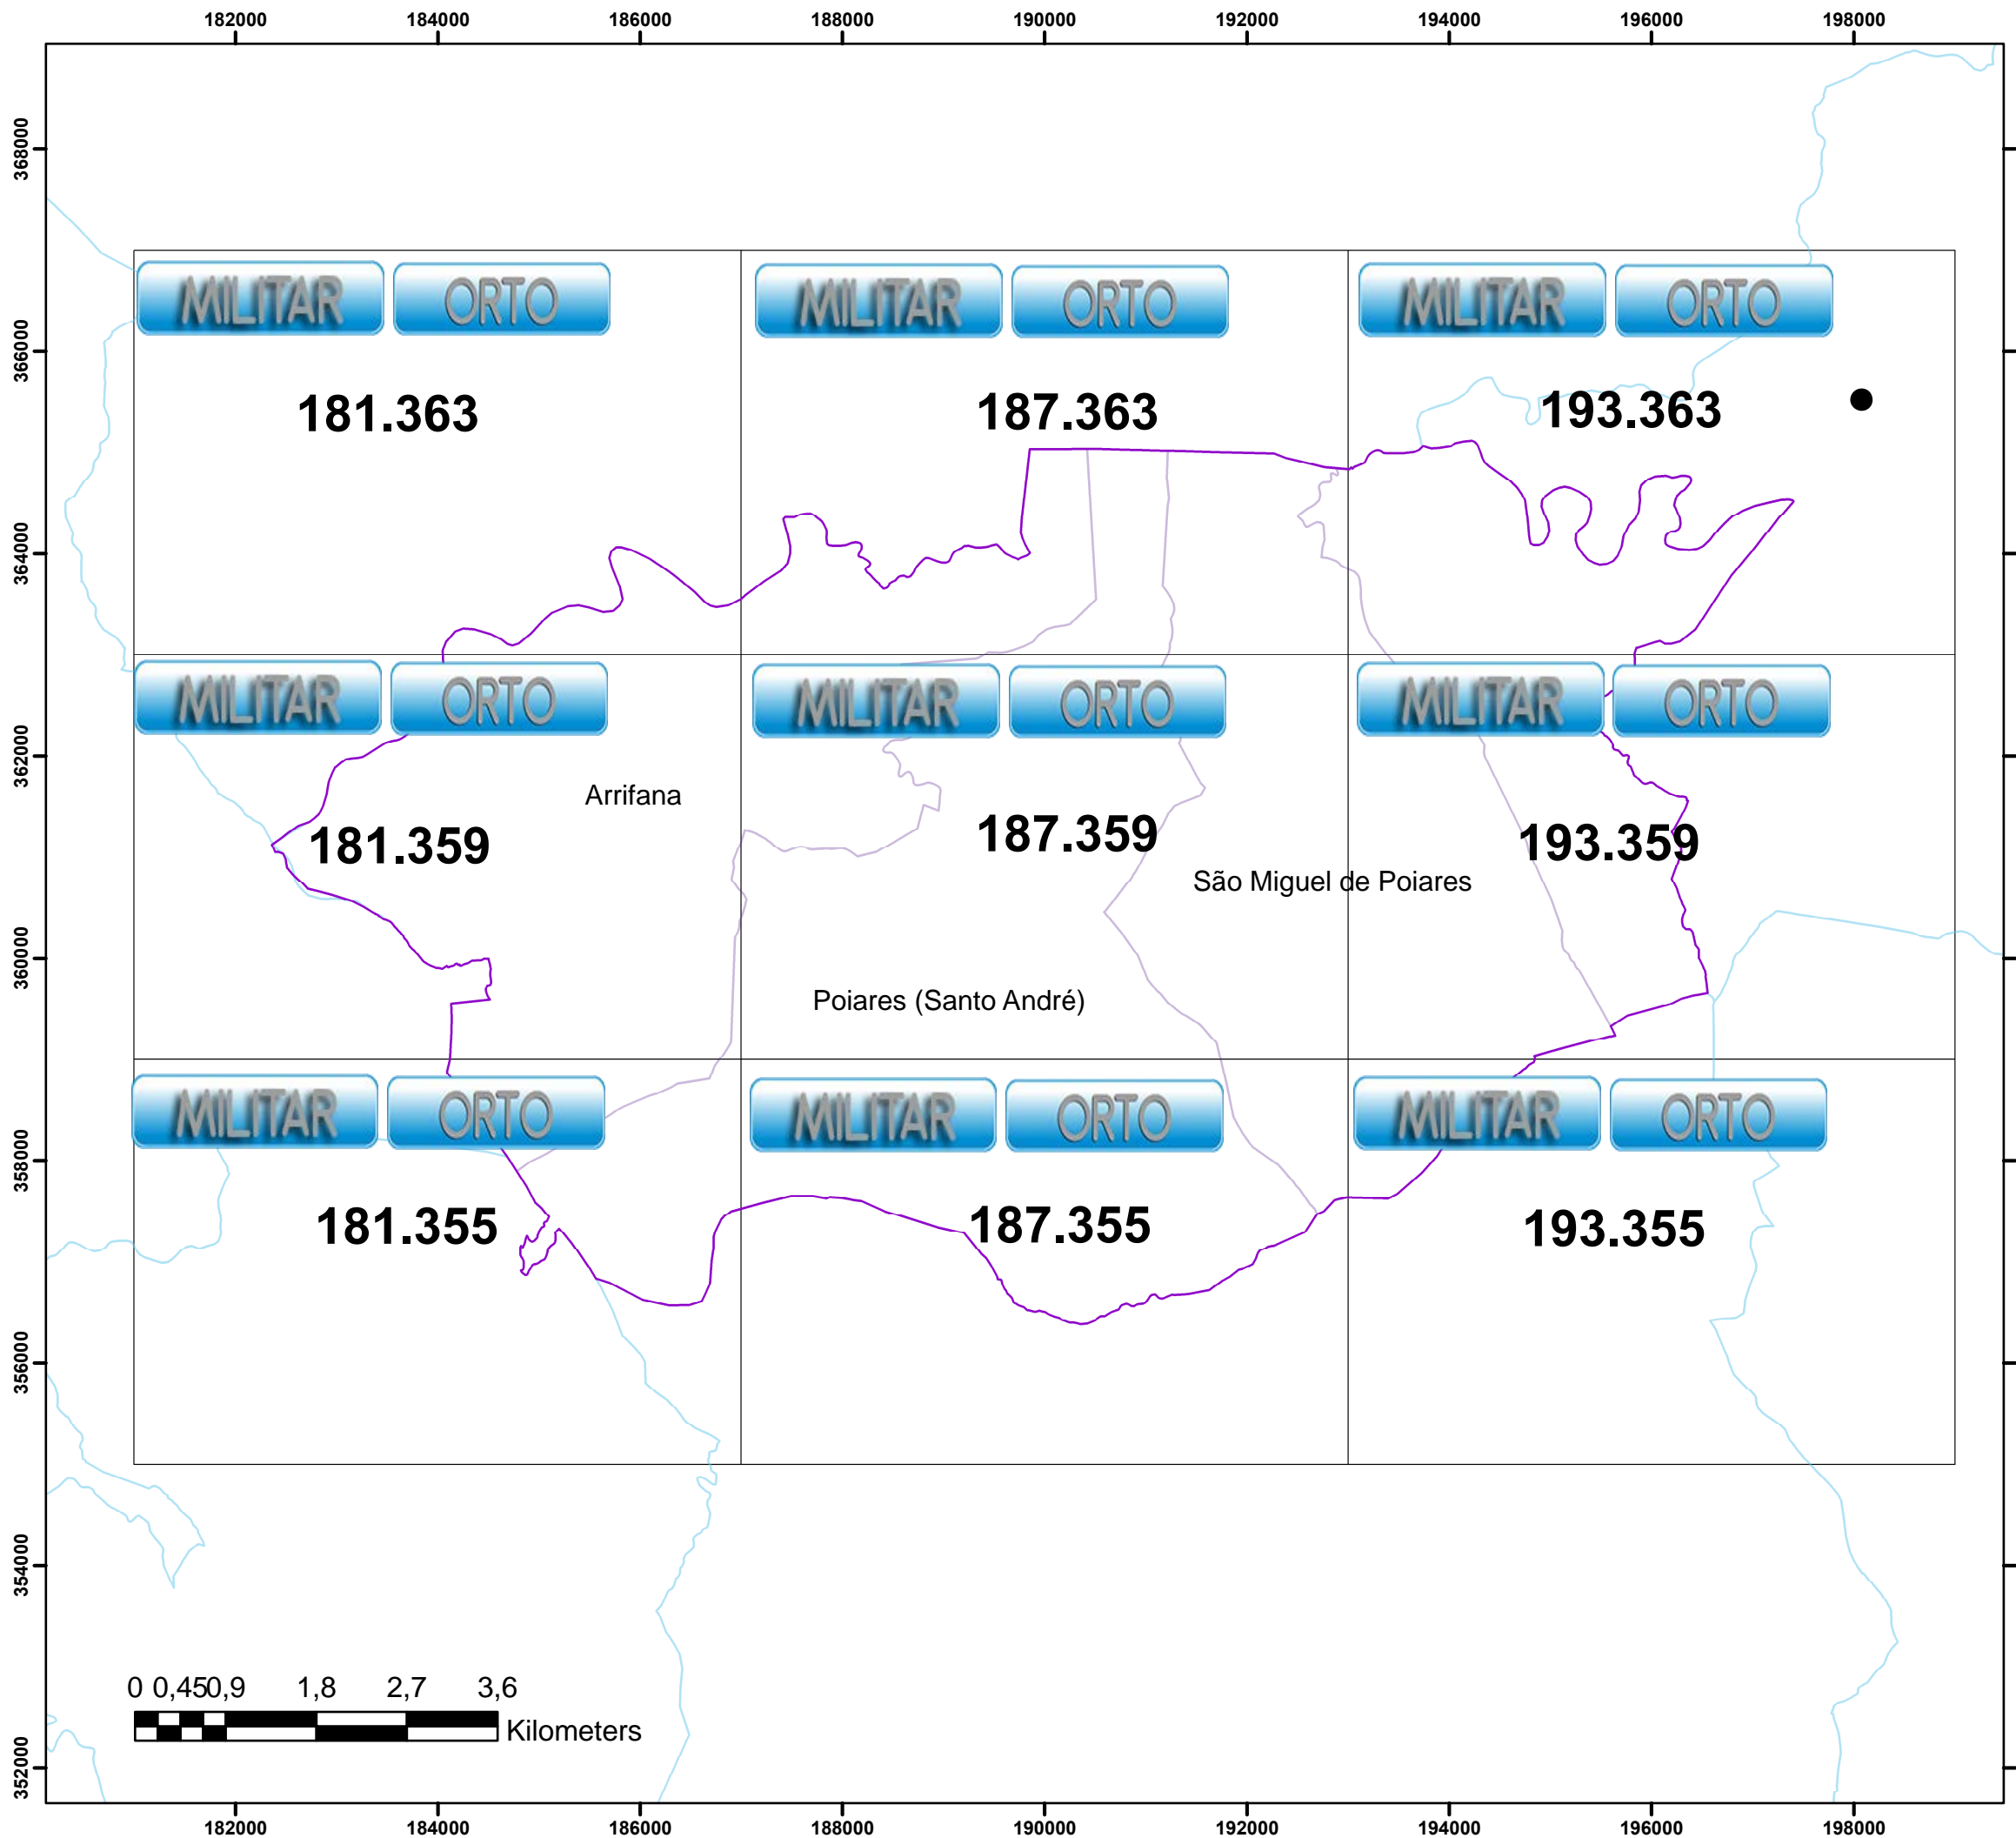 182000 184000 186000 188000 190000 192000 194000 196000 198000
368000
MILITAR ORTO MILITAR ORTO MILITAR ORTO
366000
181.363 187.363 193.363
364000
MILITAR ORTO MILITAR ORTO MILITAR ORTO
362000
Arrifana
181.359 187.359 193.359
São Miguel de Poiares
360000
Poiares (Santo André)
MILITAR ORTO MILITAR ORTO MILITAR ORTO
358000
181.355 187.355 193.355
356000
354000
0 0,45 0,9 1,8 2,7 3,6
Kilometers
352000
182000 184000 186000 188000 190000 192000 194000 196000 198000